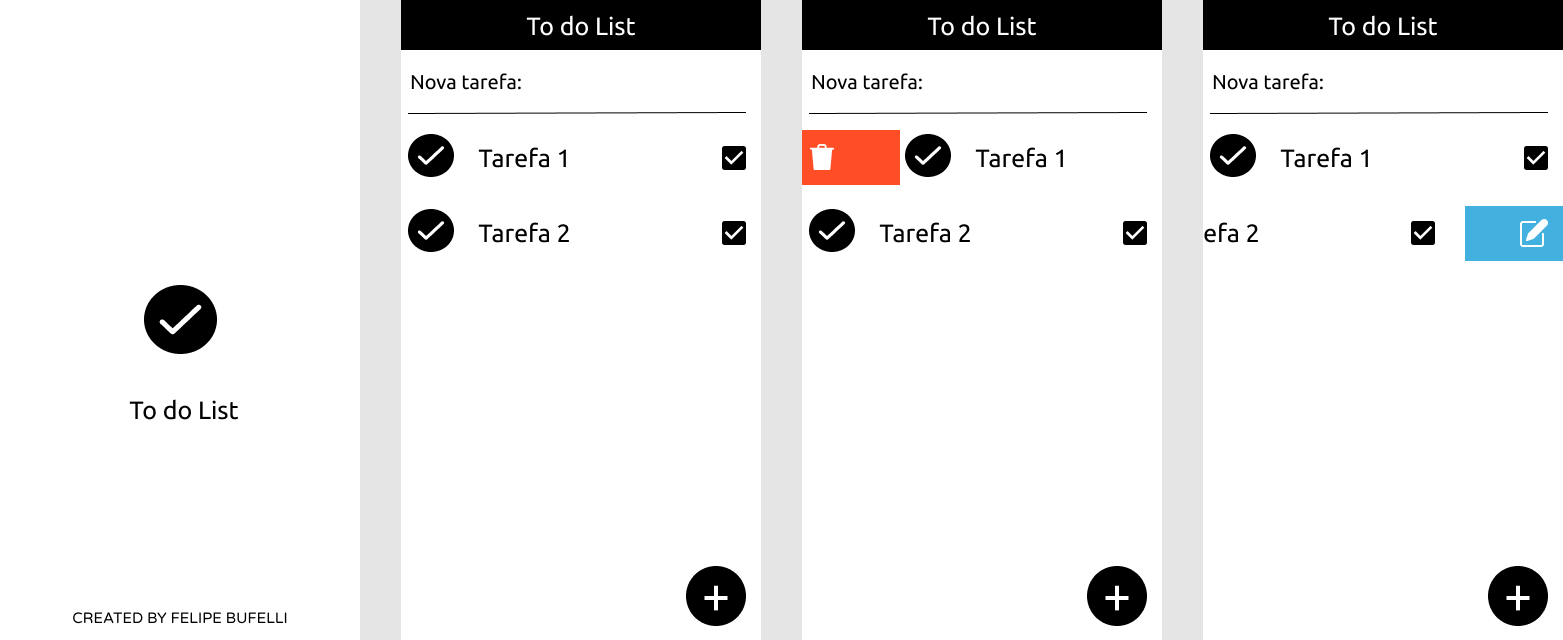 To do List
CREATED BY FELIPE BUFELLI
To do List
Nova tarefa:
Tarefa 1
Tarefa 2
To do List
Nova tarefa:
Tarefa 1
Tarefa 2
To do List
Nova tarefa:
Tarefa 1
efa 2